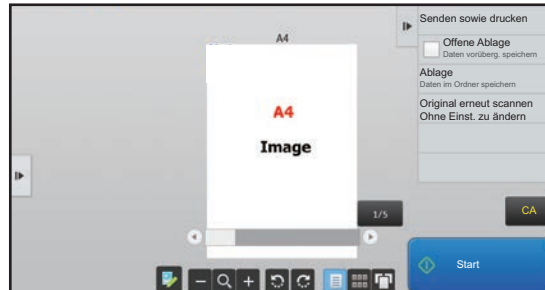 A4
A4
Image
1/5
Senden sowie drucken
Offene Ablage
Daten vorüberg. speichern
Ablage
Daten im Ordner speichern
Original erneut scannen
Ohne Einst. zu ändern
CA
Start